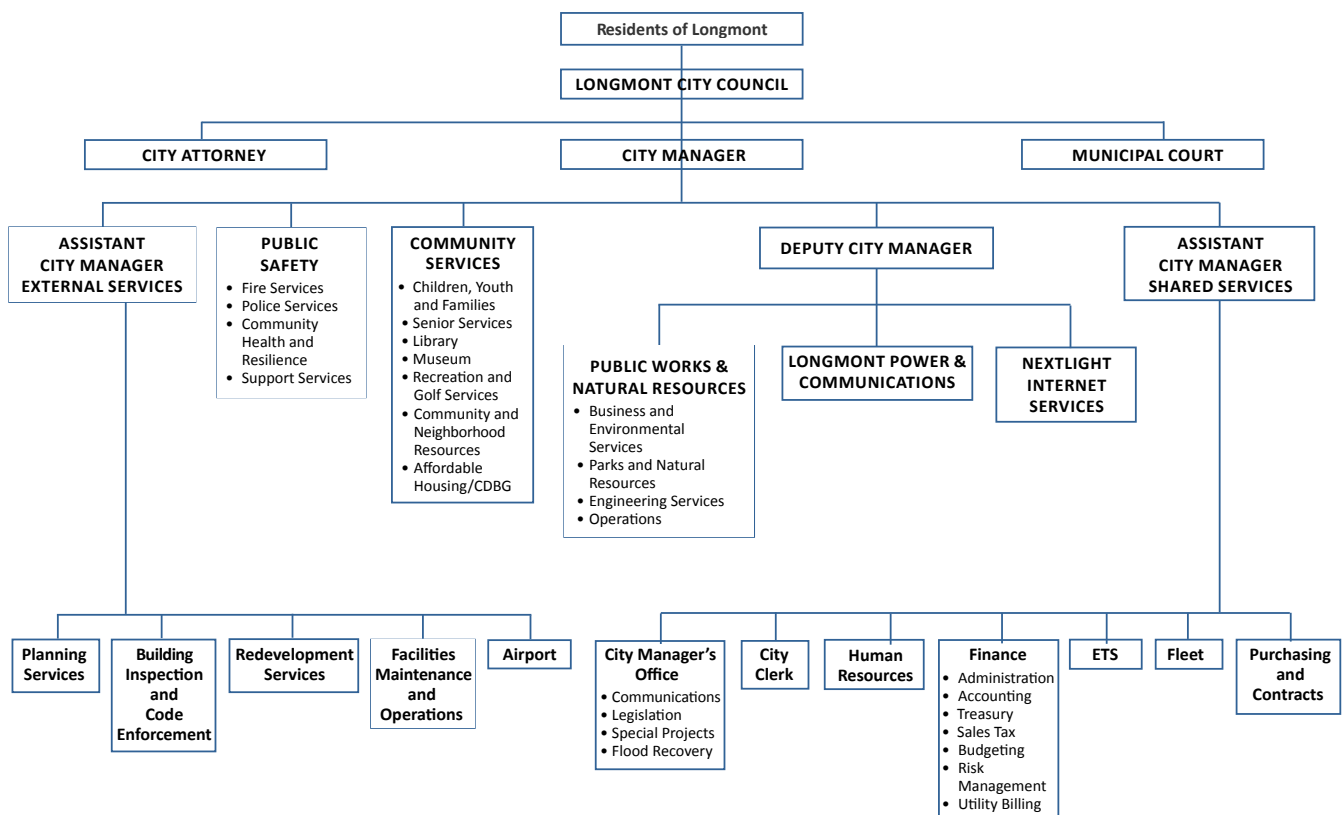 Residents of Longmont
LONGMONT CITY COUNCIL
CITY ATTORNEY
CITY MANAGER
MUNICIPAL COURT
ASSISTANT
CITY MANAGER
EXTERNAL SERVICES
PUBLIC
SAFETY
• Fire Services
• Police Services
• Community
Health and
Resilience
• Support Services
COMMUNITY
SERVICES
• Children, Youth
and Families
• Senior Services
• Library
• Museum
• Recreation and
Golf Services
• Community and
Neighborhood
Resources
• Affordable
Housing/CDBG
DEPUTY CITY MANAGER
ASSISTANT
CITY MANAGER
SHARED SERVICES
PUBLIC WORKS &
NATURAL RESOURCES
• Business and
Environmental
Services
• Parks and Natural
Resources
• Engineering Services
• Operations
LONGMONT POWER &
COMMUNICATIONS
NEXTLIGHT
INTERNET
SERVICES
Planning
Services
Building
Inspection
and
Code
Enforcement
Redevelopment
Services
Facilities
Maintenance
and
Operations
Airport
City Manager’s
Office
• Communications
• Legislation
• Special Projects
• Flood Recovery
City
Clerk
Human
Resources
Finance
• Administration
• Accounting
• Treasury
• Sales Tax
• Budgeting
• Risk
Management
• Utility Billing
ETS
Fleet
Purchasing
and
Contracts